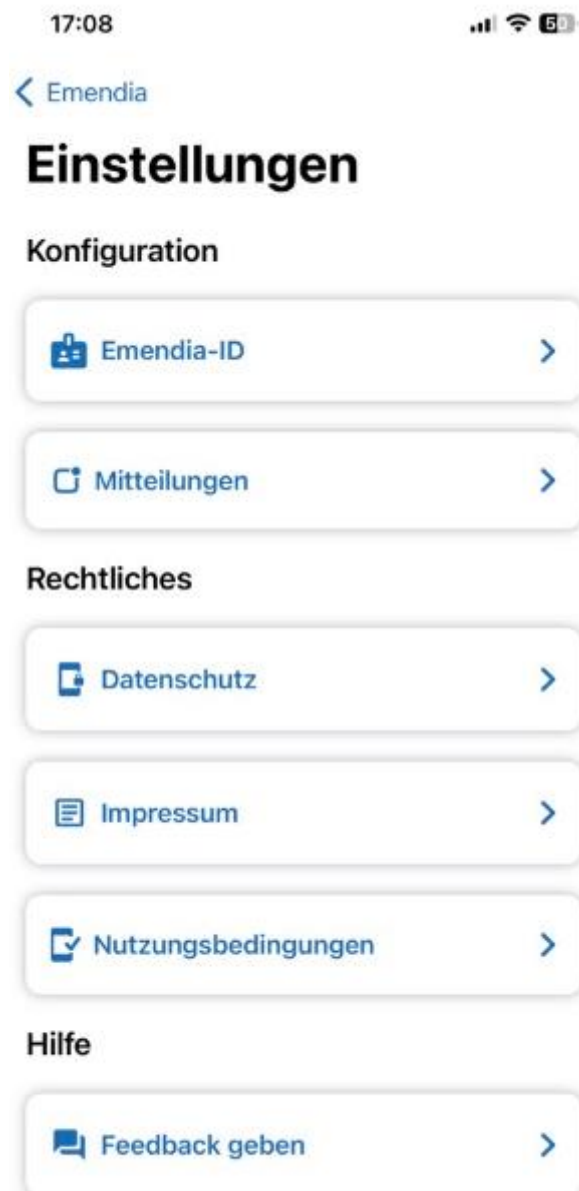 17:08
Emendia
Einstellungen
Konfiguration
Emendia-ID
Mitteilungen
Rechtliches
Datenschutz
Impressum
Nutzungsbedingungen
Hilfe
Feedback geben